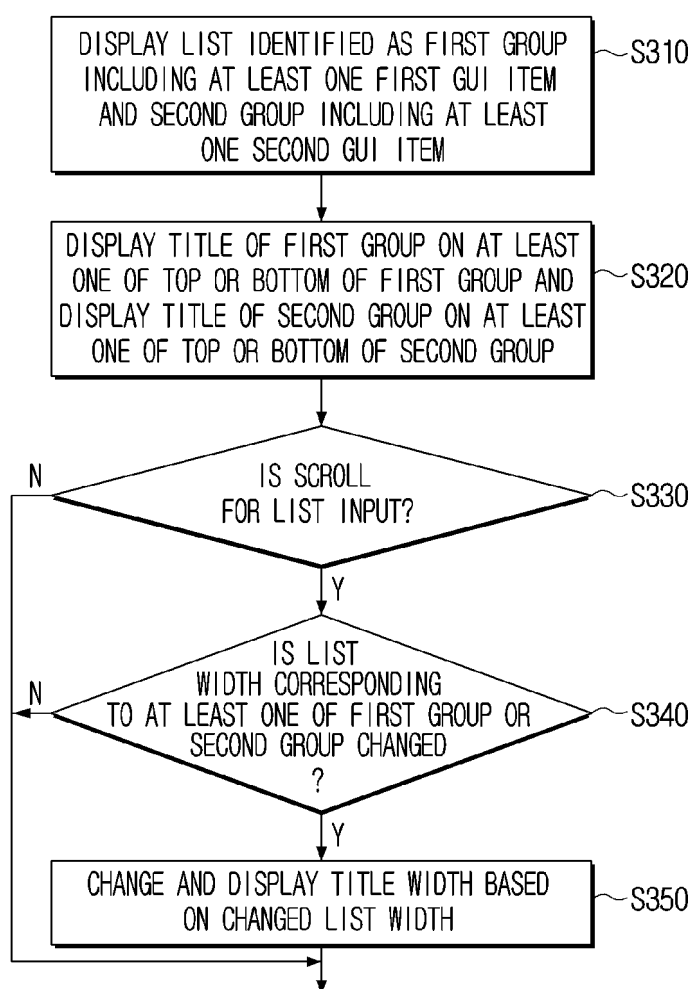 DISPLAY LIST IDENTIFIED AS FIRST GROUP
INCLUDING AT LEAST ONE FIRST GUI ITEM
AND SECOND GROUP INCLUDING AT LEAST
ONE SECOND GUI ITEM
S310
DISPLAY TITLE OF FIRST GROUP ON AT LEAST
ONE OF TOP OR BOTTOM OF FIRST GROUP AND
DISPLAY TITLE OF SECOND GROUP ON AT LEAST
ONE OF TOP OR BOTTOM OF SECOND GROUP
S320
N
IS SCROLL
FOR LIST INPUT?
S330
Y
N
IS LIST
WIDTH CORRESPONDING
TO AT LEAST ONE OF FIRST GROUP OR
SECOND GROUP CHANGED
?
S340
Y
CHANGE AND DISPLAY TITLE WIDTH BASED
ON CHANGED LIST WIDTH
S350